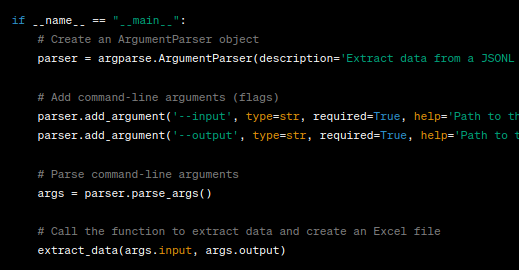 if __name__ == "__main__":
    # Create an ArgumentParser object
    parser = argparse.ArgumentParser(description='Extract data from a JSONL

    # Add command-line arguments (flags)
    parser.add_argument('--input', type=str, required=True, help='Path to th
    parser.add_argument('--output', type=str, required=True, help='Path to t

    # Parse command-line arguments
    args = parser.parse_args()

    # Call the function to extract data and create an Excel file
    extract_data(args.input, args.output)